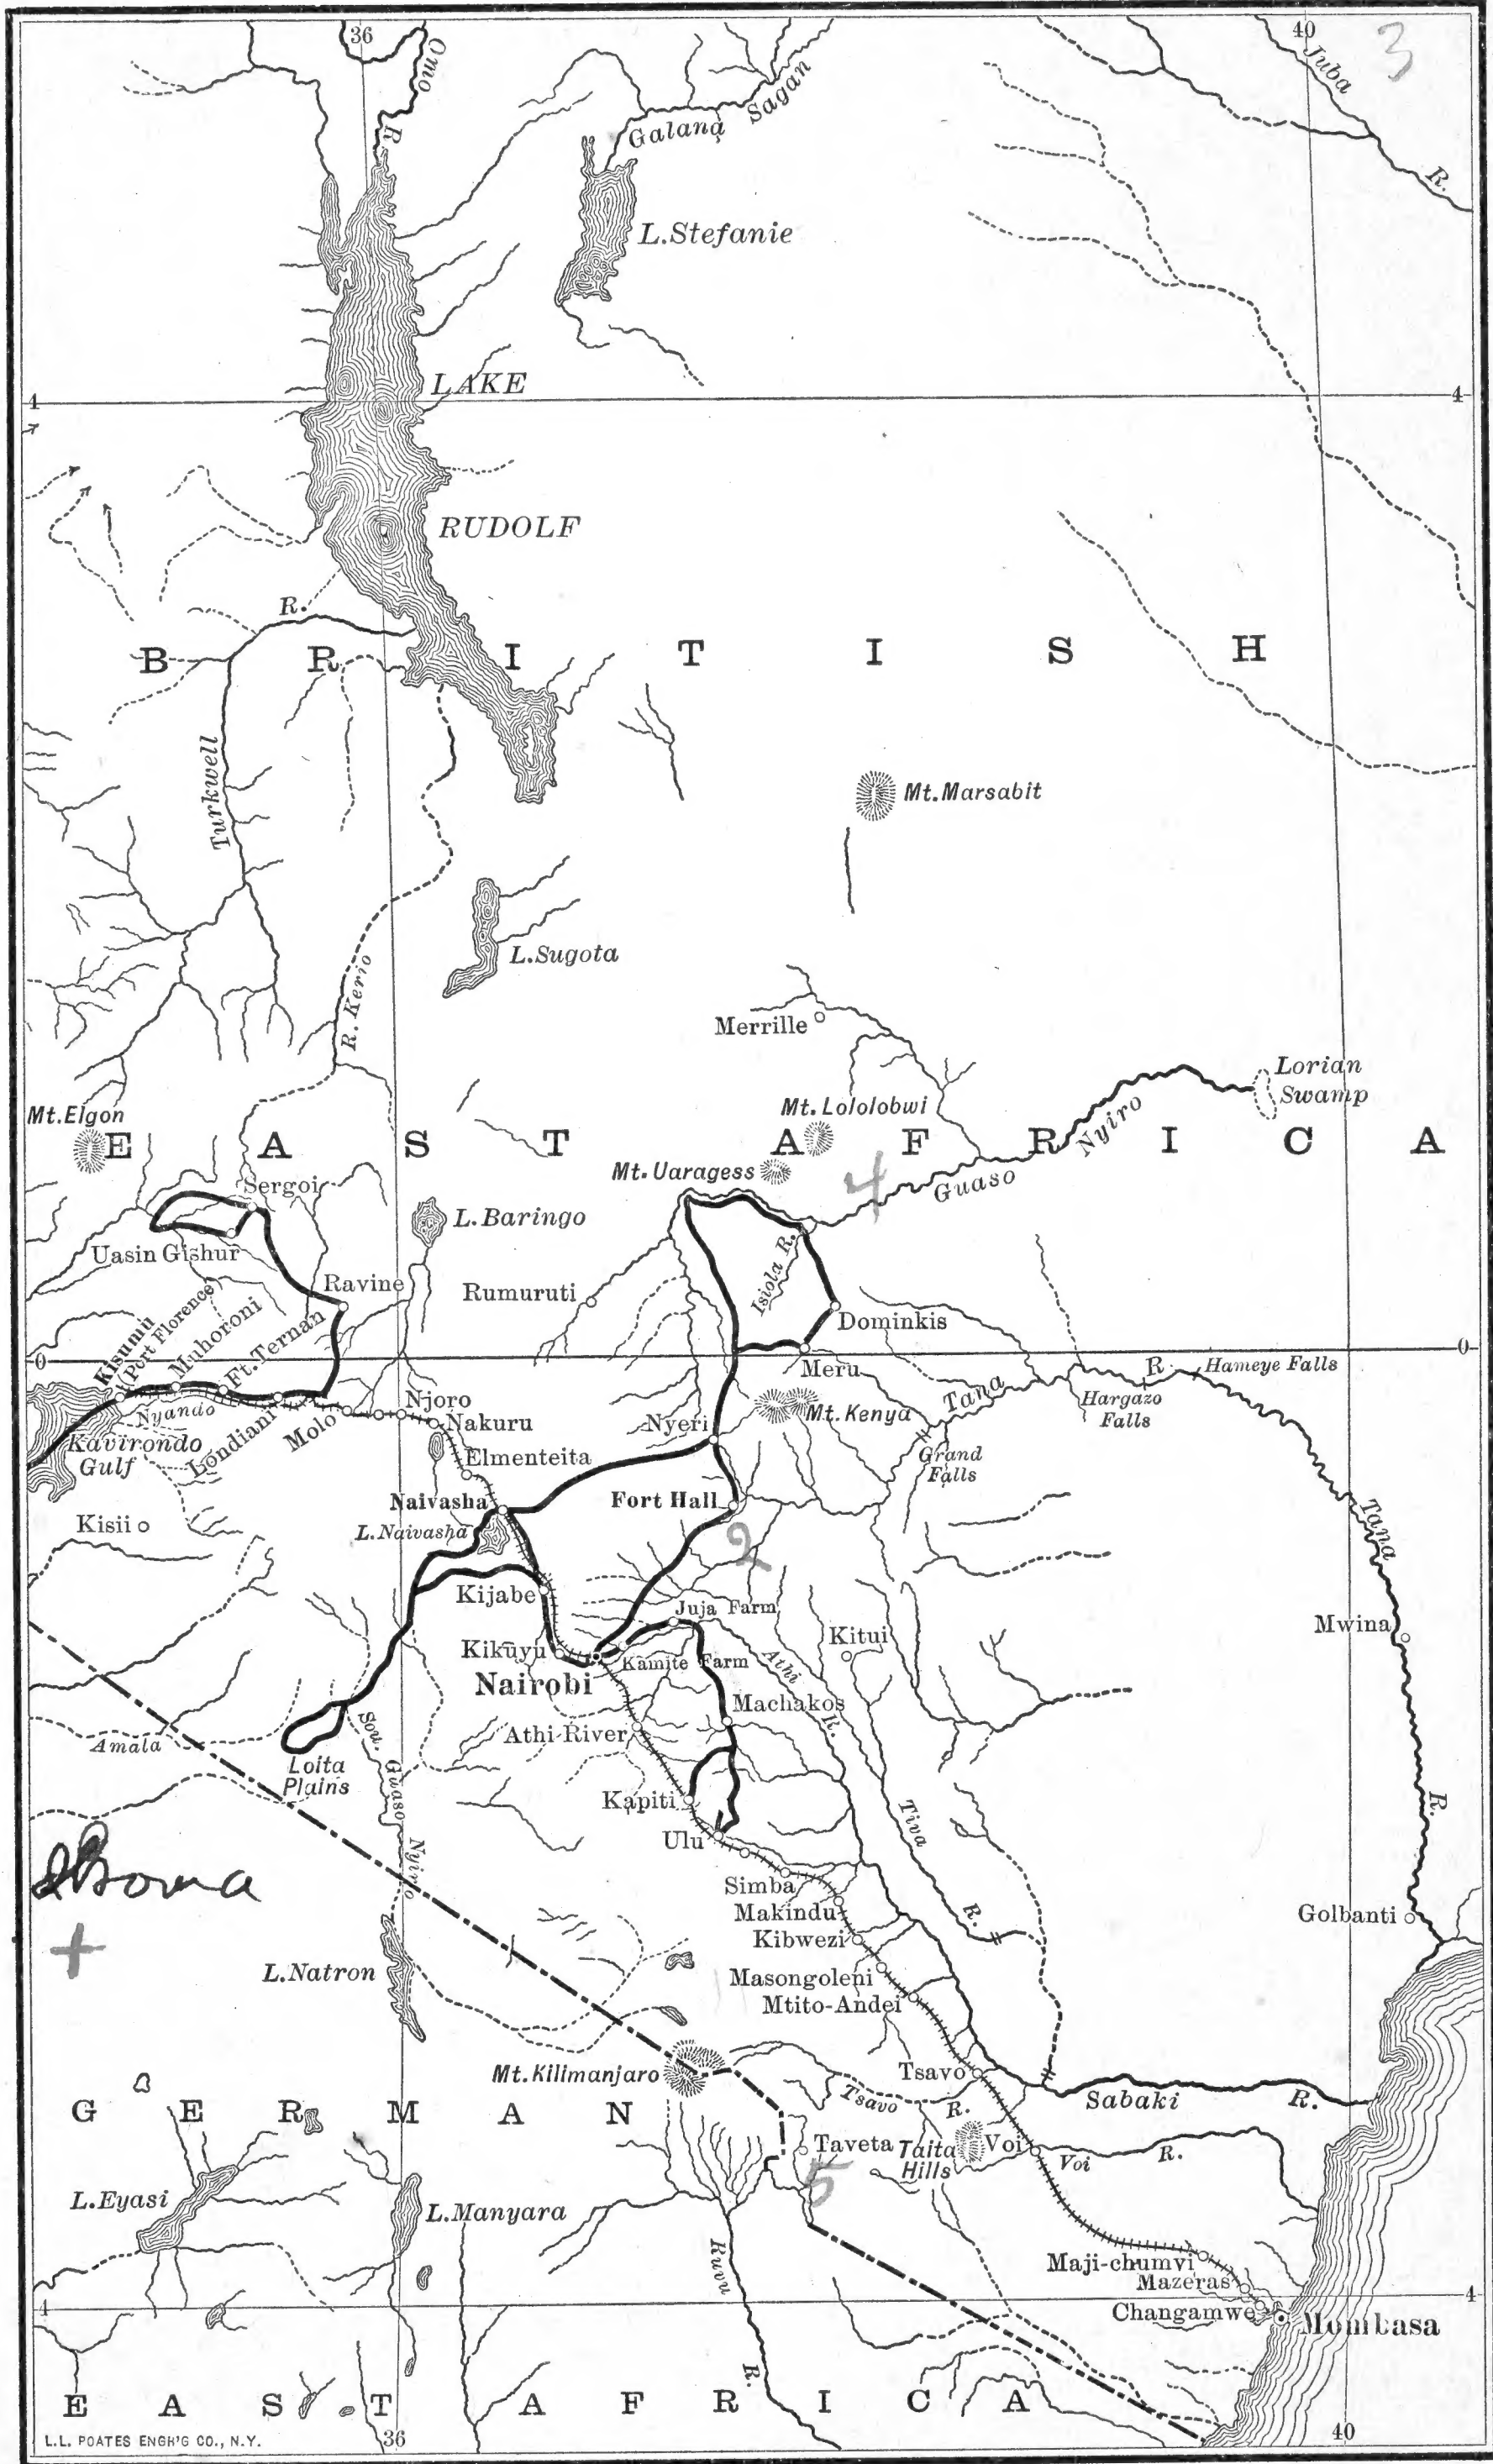 36
40
3
Omo
R.
Juba
R.
Galana
Sagan
L.Stefanie
LAKE
4
4
RUDOLF
R.
B R I T I S H
Turkwell
Mt.Marsabit
L.Sugota
R. Kerio
Merrille
Lorian
Swamp
Mt.Elgon
Mt. Lololobwi
Nyiro
E A S T A F R I C A
Mt. Uaragess
4
Guaso
Sergoi
L.Baringo
Uasin Gishur
Isiola R.
Ravine
Rumuruti
Dominkis
Kisumu
(Port Florence)
Muhoroni
Ft. Ternan
0
0
Meru
R.
Hameye Falls
Tana
Hargazo
Falls
Nyando
Londiani
Molo
Njoro
Nakuru
Nyeri
Mt. Kenya
Kavirondo
Gulf
Elmenteita
Grand
Falls
Naivasha
Fort Hall
Tana
Kisii
L.Naivasha
2
Kijabe
Juja Farm
Kitui
Mwina
Kikuyu
Kamite Farm
Athi
R.
Nairobi
Machakos
Amala
Sou.
Guaso
Nyiro
Athi River
Loita
Plains
Kapiti
Tiva
R.
R.
Ulu
Boma
+
Simba
Makindu
Kibwezi
Golbanti
L.Natron
Masongoleni
Mtito-Andei
Mt.Kilimanjaro
Tsavo
Tsavo
R.
Sabaki
R.
G E R M A N
Taveta
Taita
Hills
Voi
Voi
R.
5
L.Eyasi
L.Manyara
Ruvu
R.
Maji-chumvi
Mazeras
Changamwe
Mombasa
4
4
E A S T A F R I C A
L.L. POATES ENGR'G CO., N.Y.
36
40